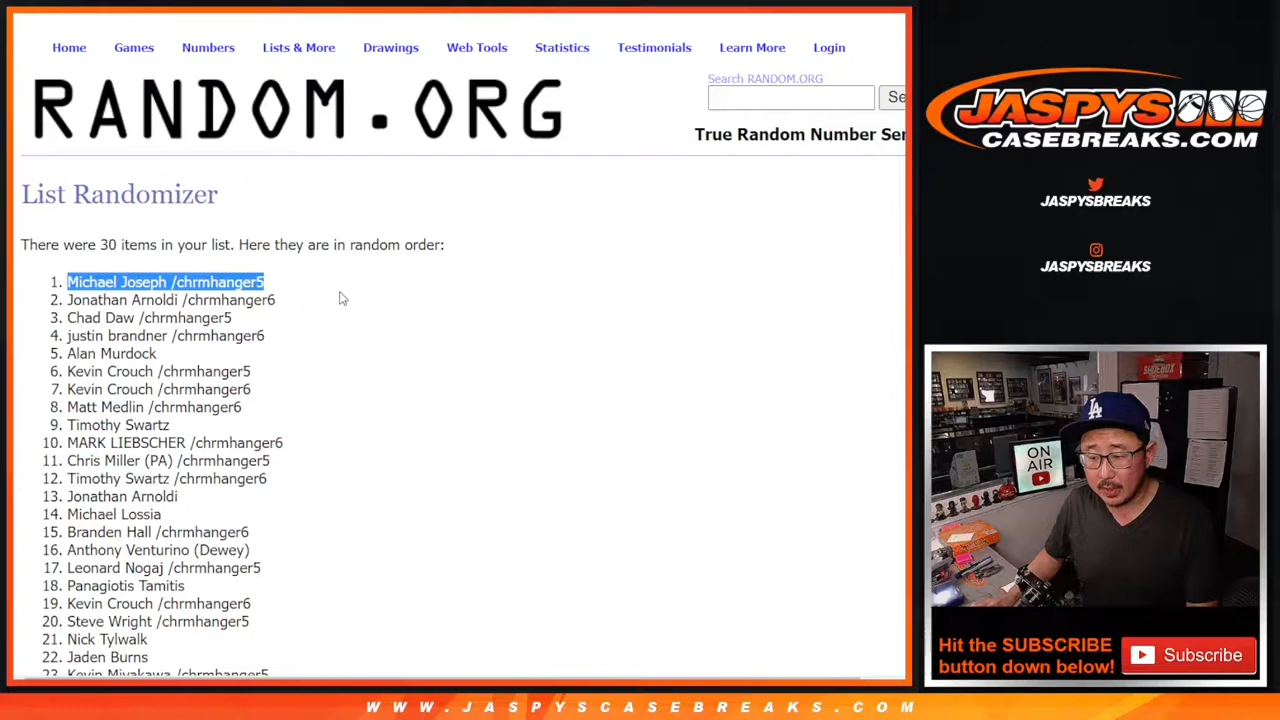 Home Games Numbers Lists & More Drawings Web Tools Statistics Testimonials Learn More Login
RANDOM.ORG
Search RANDOM.ORG
Se
True Random Number Ser
List Randomizer
There were 30 items in your list. Here they are in random order:
1. Michael Joseph /chrmhanger5
2. Jonathan Arnoldi /chrmhanger6
3. Chad Daw /chrmhanger5
4. justin brandner /chrmhanger6
5. Alan Murdock
6. Kevin Crouch /chrmhanger5
7. Kevin Crouch /chrmhanger6
8. Matt Medlin /chrmhanger6
9. Timothy Swartz
10. MARK LIEBSCHER /chrmhanger6
11. Chris Miller (PA) /chrmhanger5
12. Timothy Swartz /chrmhanger6
13. Jonathan Arnoldi
14. Michael Lossia
15. Branden Hall /chrmhanger6
16. Anthony Venturino (Dewey)
17. Leonard Nogaj /chrmhanger5
18. Panagiotis Tamitis
19. Kevin Crouch /chrmhanger6
20. Steve Wright /chrmhanger5
21. Nick Tylwalk
22. Jaden Burns
23. Kevin Miyakawa /chrmhanger5
JASPYS
CASEBREAKS.COM
JASPYSBREAKS
JASPYSBREAKS
SHOEBOX
LA
ON
AIR
Hit the SUBSCRIBE
button down below!
Subscribe
WWW.JASPYSCASEBREAKS.COM